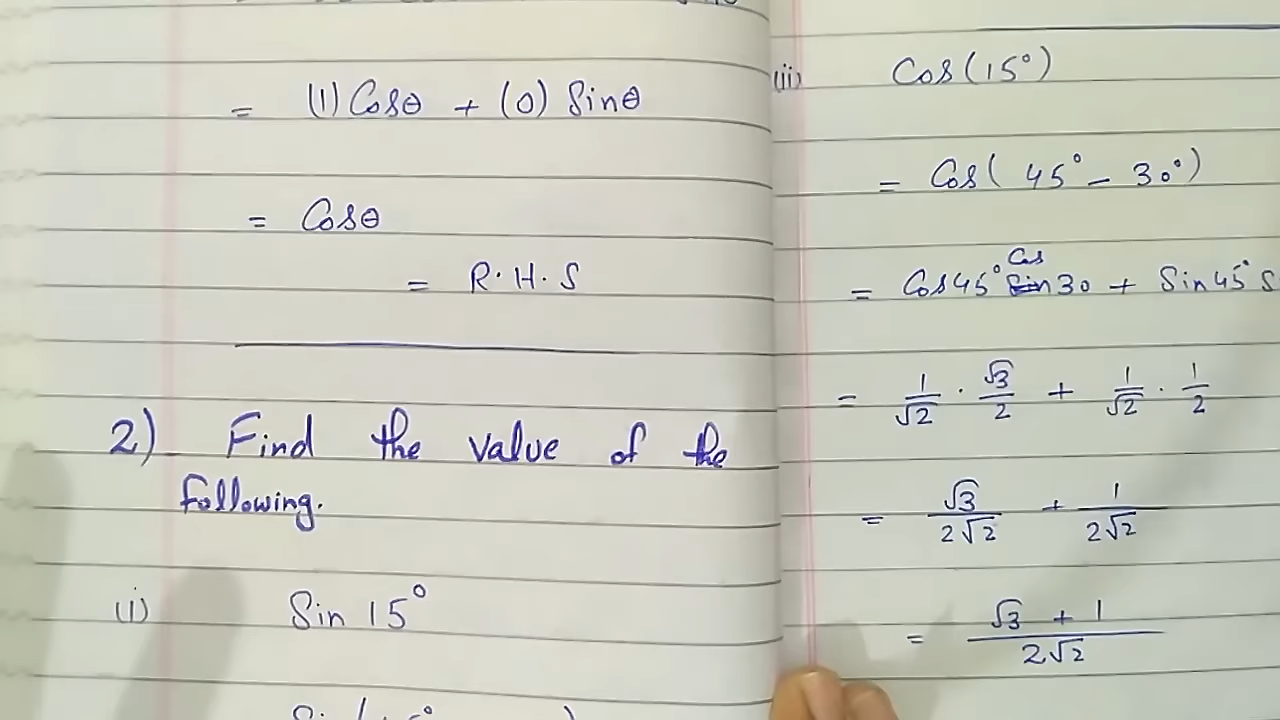 = (1) Cosθ + (0) Sinθ
= Cosθ
= R.H.S
2) Find the value of the
following.
(i) Sin 15°
(ii) Cos(15°)
= Cos( 45° - 30°)
= Cos45° Cos 30 + Sin45° S
= 1/√2 · √3/2 + 1/√2 · 1/2
= √3/2√2 + 1/2√2
= √3 + 1/2√2